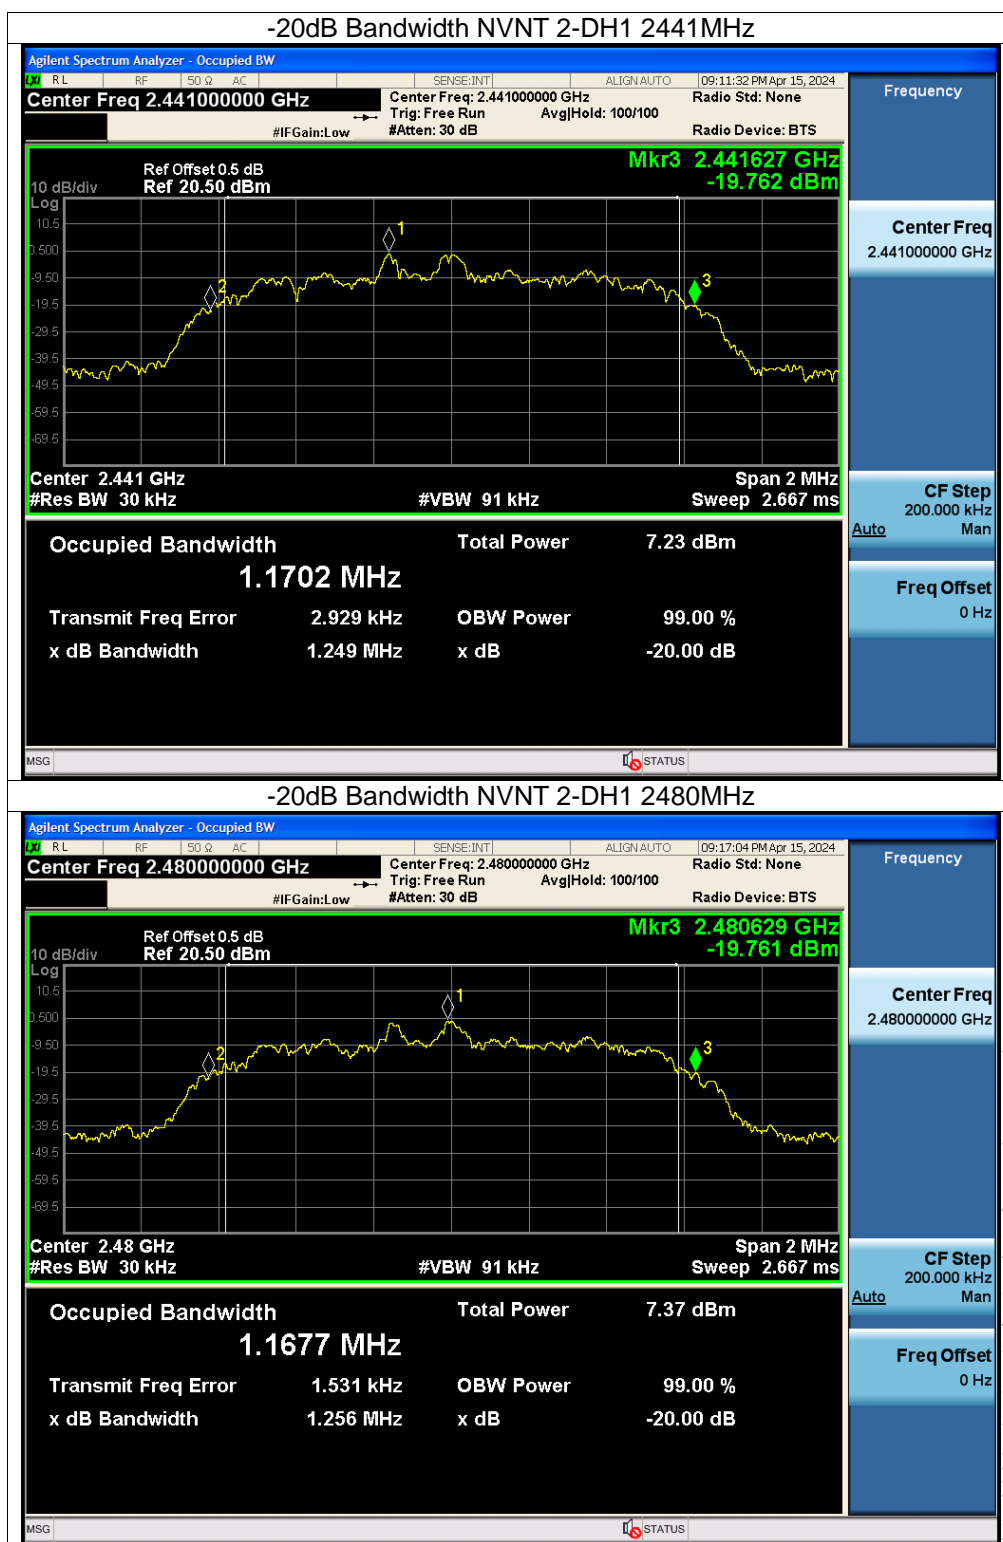 -20dB Bandwidth NVNT 2-DH1 2441MHz
Agilent Spectrum Analyzer - Occupied BW
LXI RL RF 50 Ω AC SENSE:INT ALIGN AUTO 09:11:32 PM Apr 15, 2024
Center Freq 2.441000000 GHz
Center Freq: 2.441000000 GHz
Radio Std: None
Trig: Free Run Avg|Hold: 100/100
#IFGain:Low #Atten: 30 dB Radio Device: BTS
Frequency
Mkr3 2.441627 GHz
-19.762 dBm
Ref Offset 0.5 dB
10 dB/div Ref 20.50 dBm
Log
10.5
0.500
-9.50
-19.5
-29.5
-39.5
-49.5
-59.5
-69.5
1
2
3
Center 2.441 GHz Span 2 MHz
#Res BW 30 kHz #VBW 91 kHz Sweep 2.667 ms
Center Freq
2.441000000 GHz
CF Step
200.000 kHz
Auto Man
Freq Offset
0 Hz
Occupied Bandwidth Total Power 7.23 dBm
1.1702 MHz
Transmit Freq Error 2.929 kHz OBW Power 99.00 %
x dB Bandwidth 1.249 MHz x dB -20.00 dB
MSG STATUS
-20dB Bandwidth NVNT 2-DH1 2480MHz
Agilent Spectrum Analyzer - Occupied BW
LXI RL RF 50 Ω AC SENSE:INT ALIGN AUTO 09:17:04 PM Apr 15, 2024
Center Freq 2.480000000 GHz
Center Freq: 2.480000000 GHz
Radio Std: None
Trig: Free Run Avg|Hold: 100/100
#IFGain:Low #Atten: 30 dB Radio Device: BTS
Frequency
Mkr3 2.480629 GHz
-19.761 dBm
Ref Offset 0.5 dB
10 dB/div Ref 20.50 dBm
Log
10.5
0.500
-9.50
-19.5
-29.5
-39.5
-49.5
-59.5
-69.5
1
2
3
Center 2.48 GHz Span 2 MHz
#Res BW 30 kHz #VBW 91 kHz Sweep 2.667 ms
Center Freq
2.480000000 GHz
CF Step
200.000 kHz
Auto Man
Freq Offset
0 Hz
Occupied Bandwidth Total Power 7.37 dBm
1.1677 MHz
Transmit Freq Error 1.531 kHz OBW Power 99.00 %
x dB Bandwidth 1.256 MHz x dB -20.00 dB
MSG STATUS